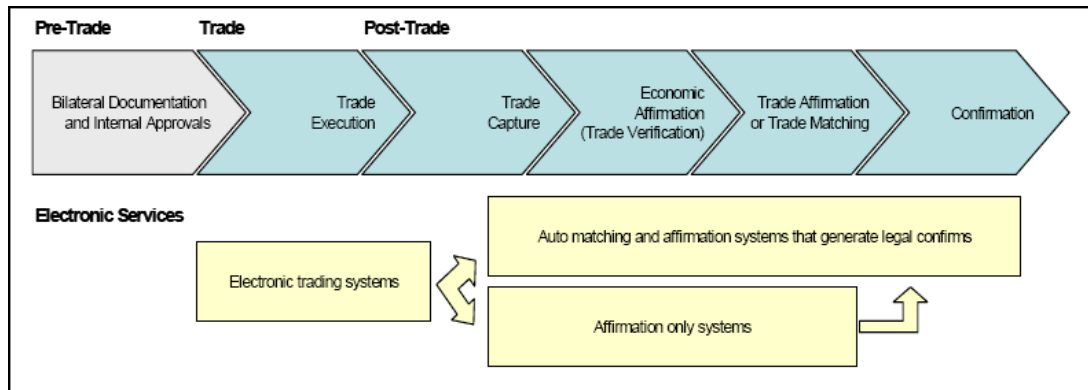 Pre-Trade
Trade
Post-Trade
Bilateral Documentation
and Internal Approvals
Trade
Execution
Trade
Capture
Economic
Affirmation
(Trade Verification)
Trade Affirmation
or Trade Matching
Confirmation
Electronic Services
Electronic trading systems
Auto matching and affirmation systems that generate legal confirms
Affirmation only systems